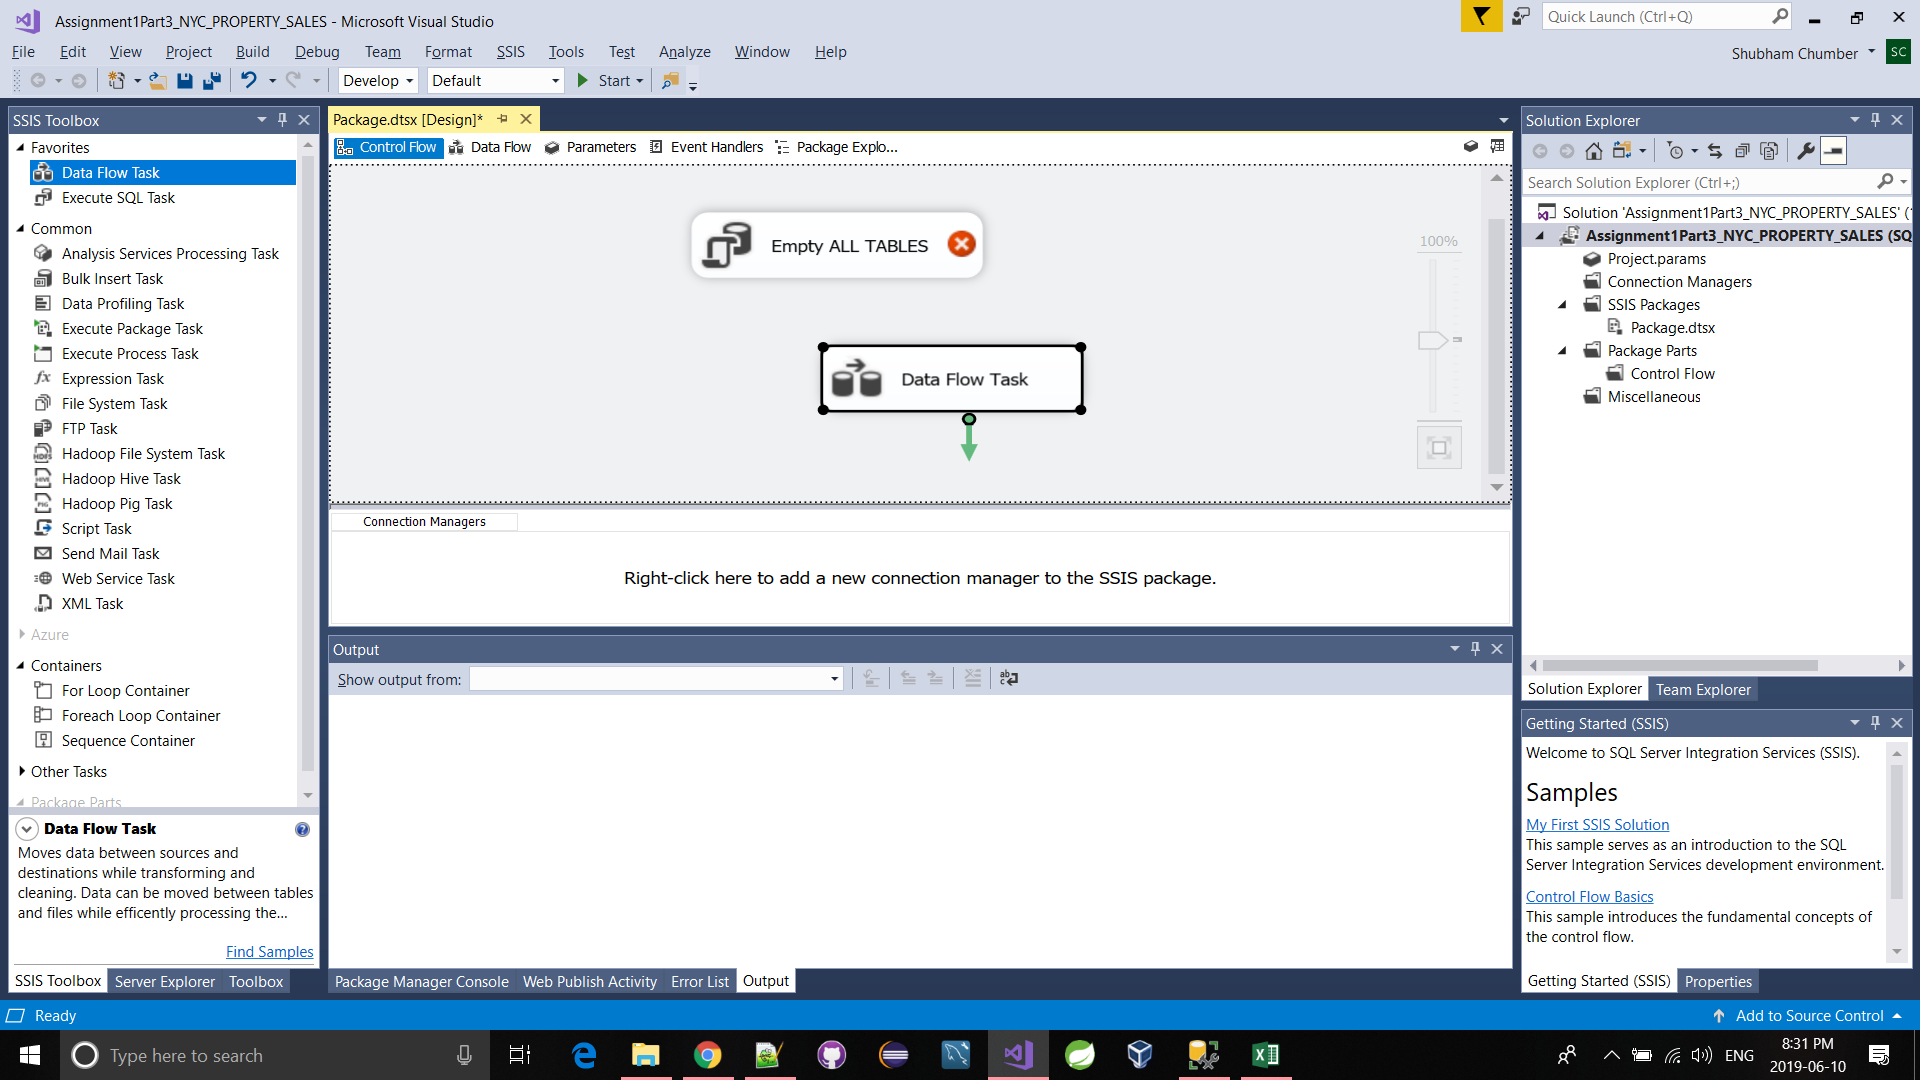 Assignment1Part3_NYC_PROPERTY_SALES - Microsoft Visual Studio
Quick Launch (Ctrl+Q)
File Edit View Project Build Debug Team Format SSIS Tools Test Analyze Window Help
Shubham Chumber SC
Develop Default Start
SSIS Toolbox
Favorites
Data Flow Task
Execute SQL Task
Common
Analysis Services Processing Task
Bulk Insert Task
Data Profiling Task
Execute Package Task
Execute Process Task
Expression Task
File System Task
FTP Task
Hadoop File System Task
Hadoop Hive Task
Hadoop Pig Task
Script Task
Send Mail Task
Web Service Task
XML Task
Azure
Containers
For Loop Container
Foreach Loop Container
Sequence Container
Other Tasks
Package Parts
Data Flow Task
Moves data between sources and
destinations while transforming and
cleaning. Data can be moved between tables
and files while efficently processing the...
Find Samples
SSIS Toolbox Server Explorer Toolbox
Package.dtsx [Design]*
Control Flow Data Flow Parameters Event Handlers Package Explo...
Empty ALL TABLES
Data Flow Task
100%
Connection Managers
Right-click here to add a new connection manager to the SSIS package.
Output
Show output from:
Package Manager Console Web Publish Activity Error List Output
Solution Explorer
Search Solution Explorer (Ctrl+;)
Solution 'Assignment1Part3_NYC_PROPERTY_SALES' (
Assignment1Part3_NYC_PROPERTY_SALES (SQ
Project.params
Connection Managers
SSIS Packages
Package.dtsx
Package Parts
Control Flow
Miscellaneous
Solution Explorer Team Explorer
Getting Started (SSIS)
Welcome to SQL Server Integration Services (SSIS).
Samples
My First SSIS Solution
This sample serves as an introduction to the SQL
Server Integration Services development environment.
Control Flow Basics
This sample introduces the fundamental concepts of
the control flow.
Getting Started (SSIS) Properties
Ready
Add to Source Control
Type here to search
ENG
8:31 PM
2019-06-10